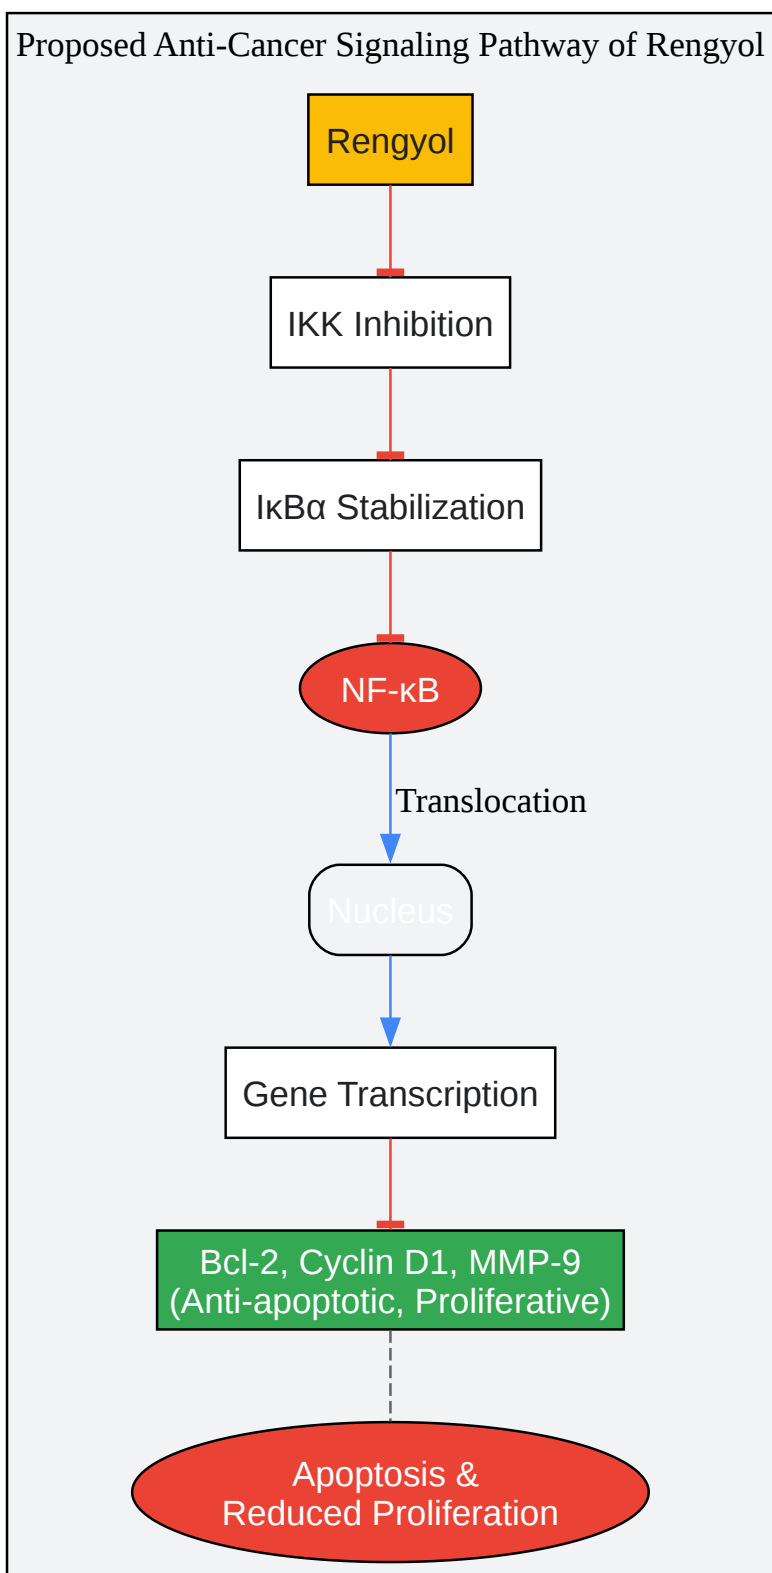 Proposed Anti-Cancer Signaling Pathway of Rengyol
Rengyol
IKK Inhibition
IκBα Stabilization
NF-κB
Translocation
Nucleus
Gene Transcription
Bcl-2, Cyclin D1, MMP-9
(Anti-apoptotic, Proliferative)
Apoptosis &
Reduced Proliferation